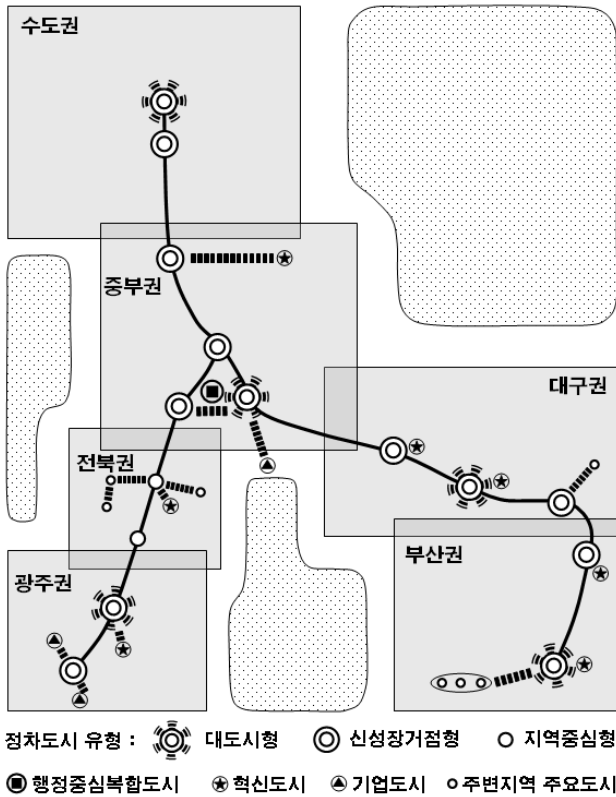 수도권
중부권
대구권
전북권
부산권
광주권
정차도시 유형 : 대도시형 신성장거점형 지역중심형
행정중심복합도시 혁신도시 기업도시 주변지역 주요도시